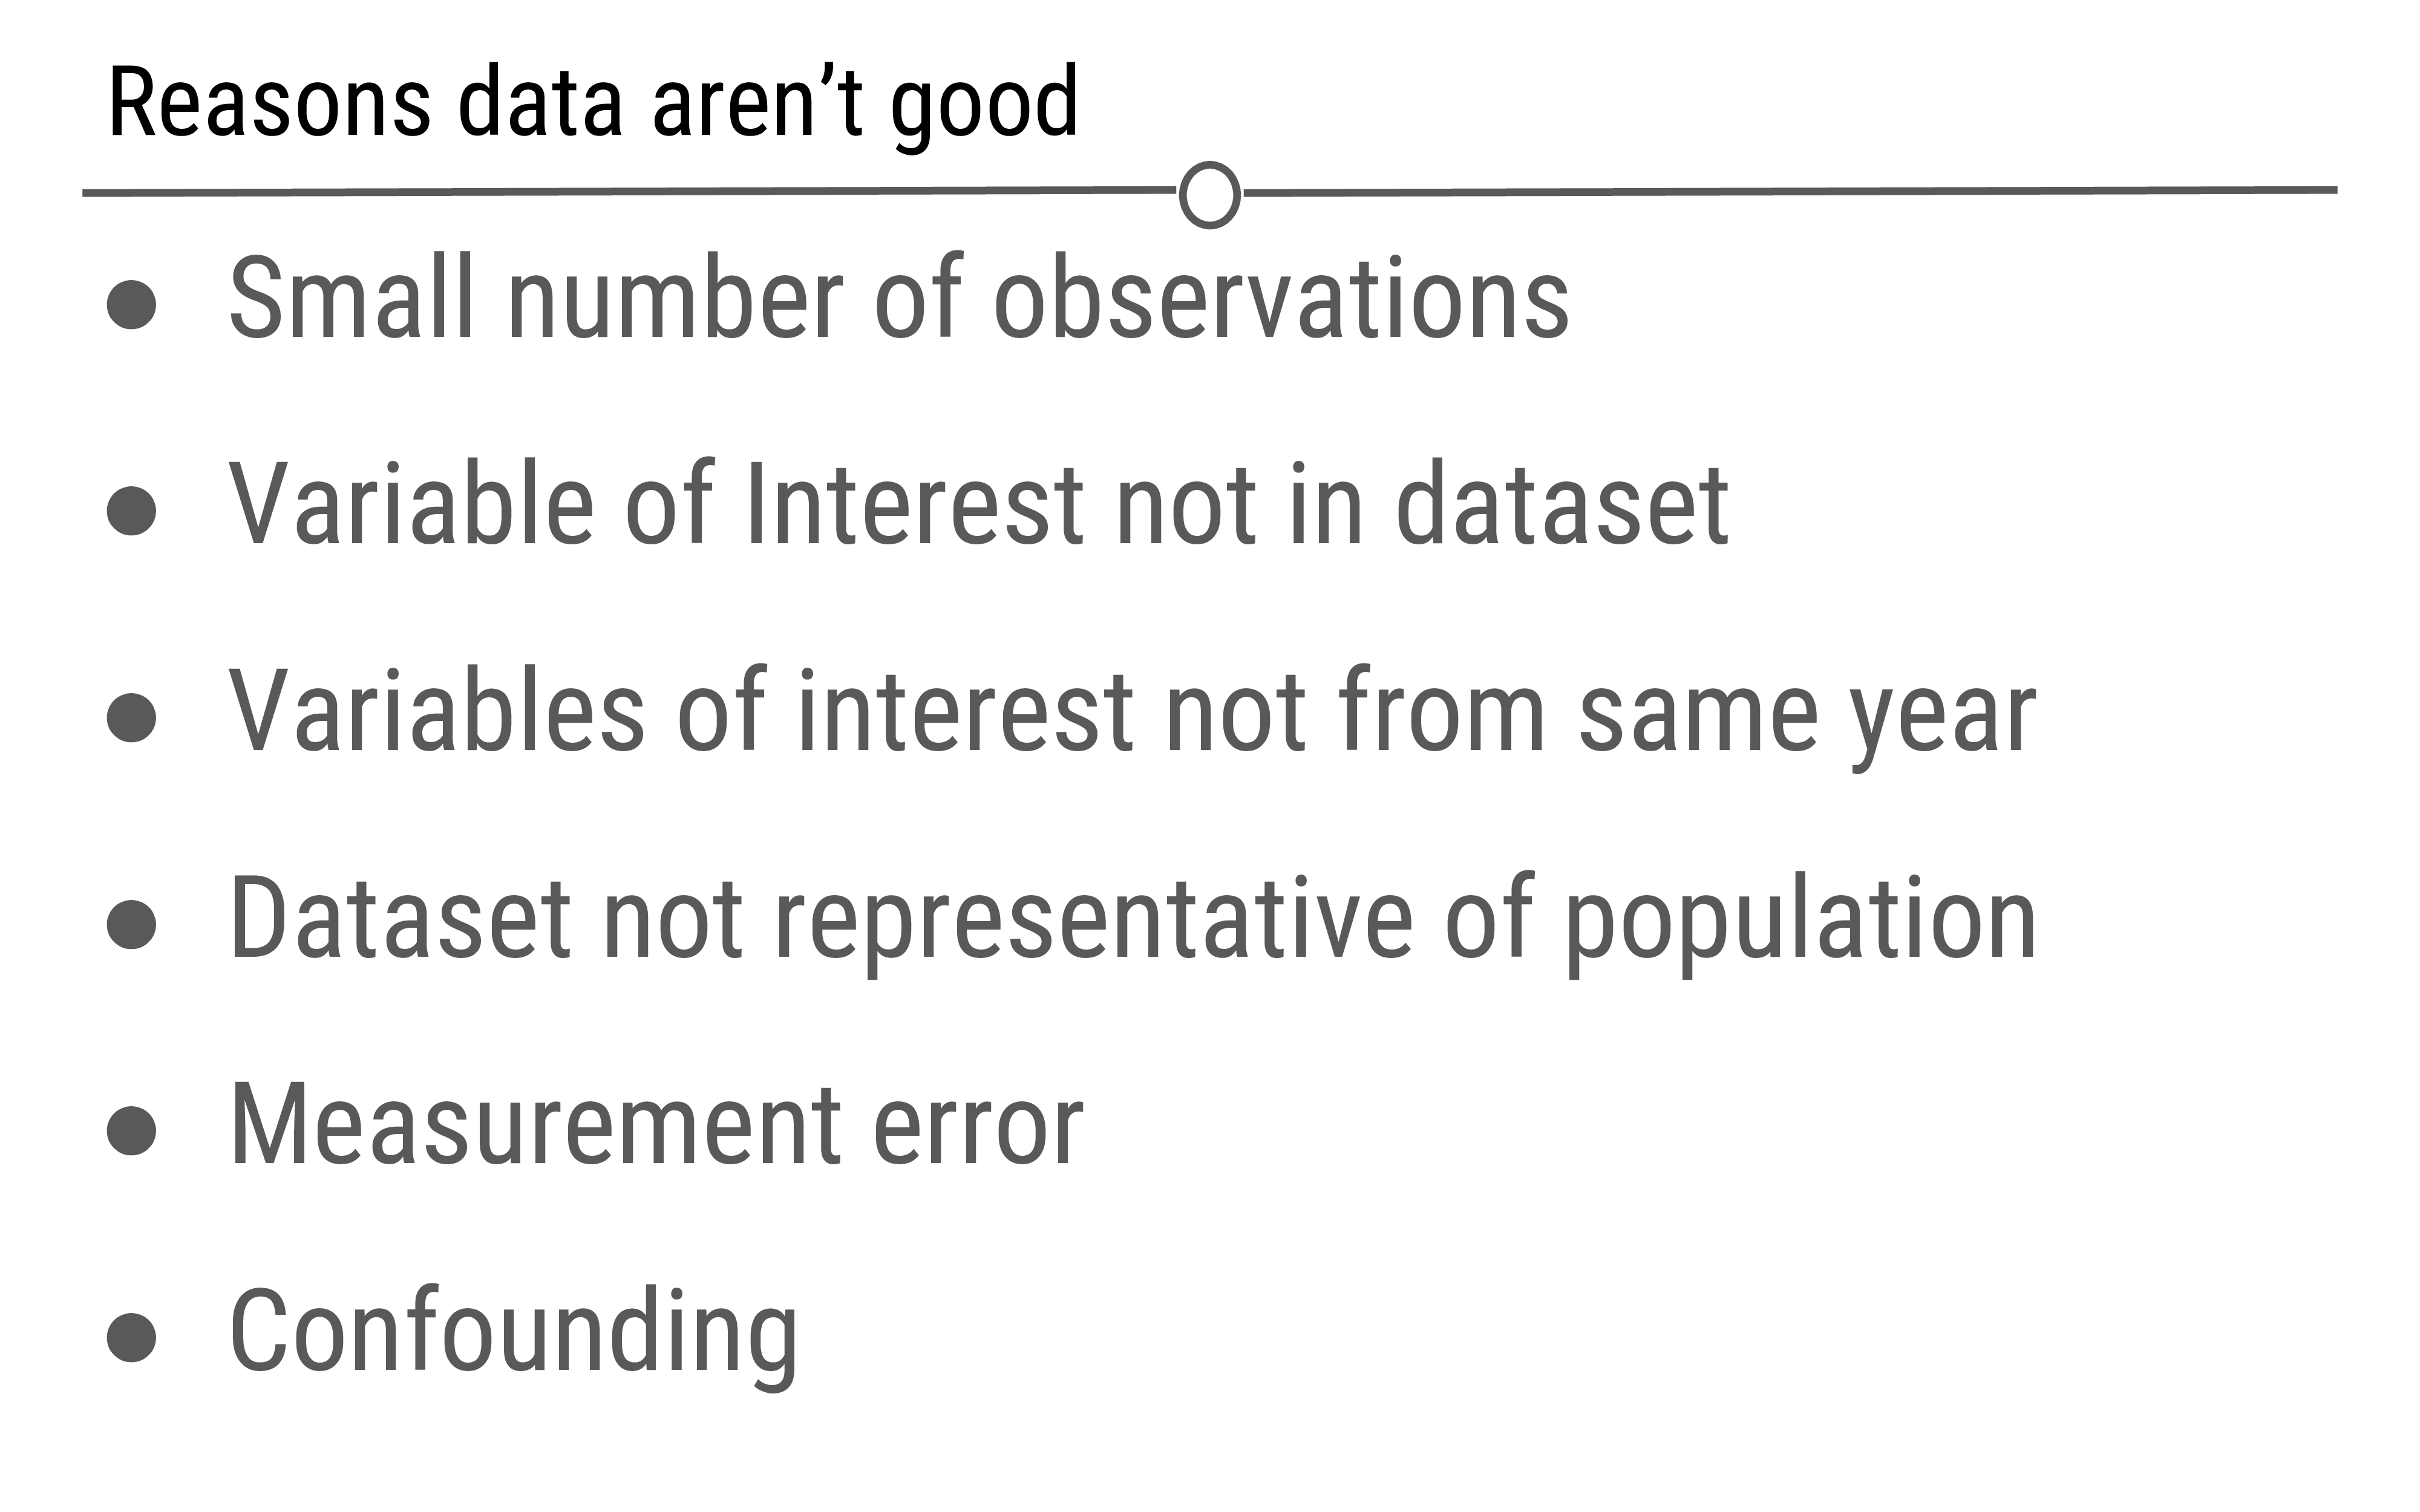 Reasons data aren’t good
● Small number of observations
● Variable of Interest not in dataset
● Variables of interest not from same year
● Dataset not representative of population
● Measurement error
● Confounding